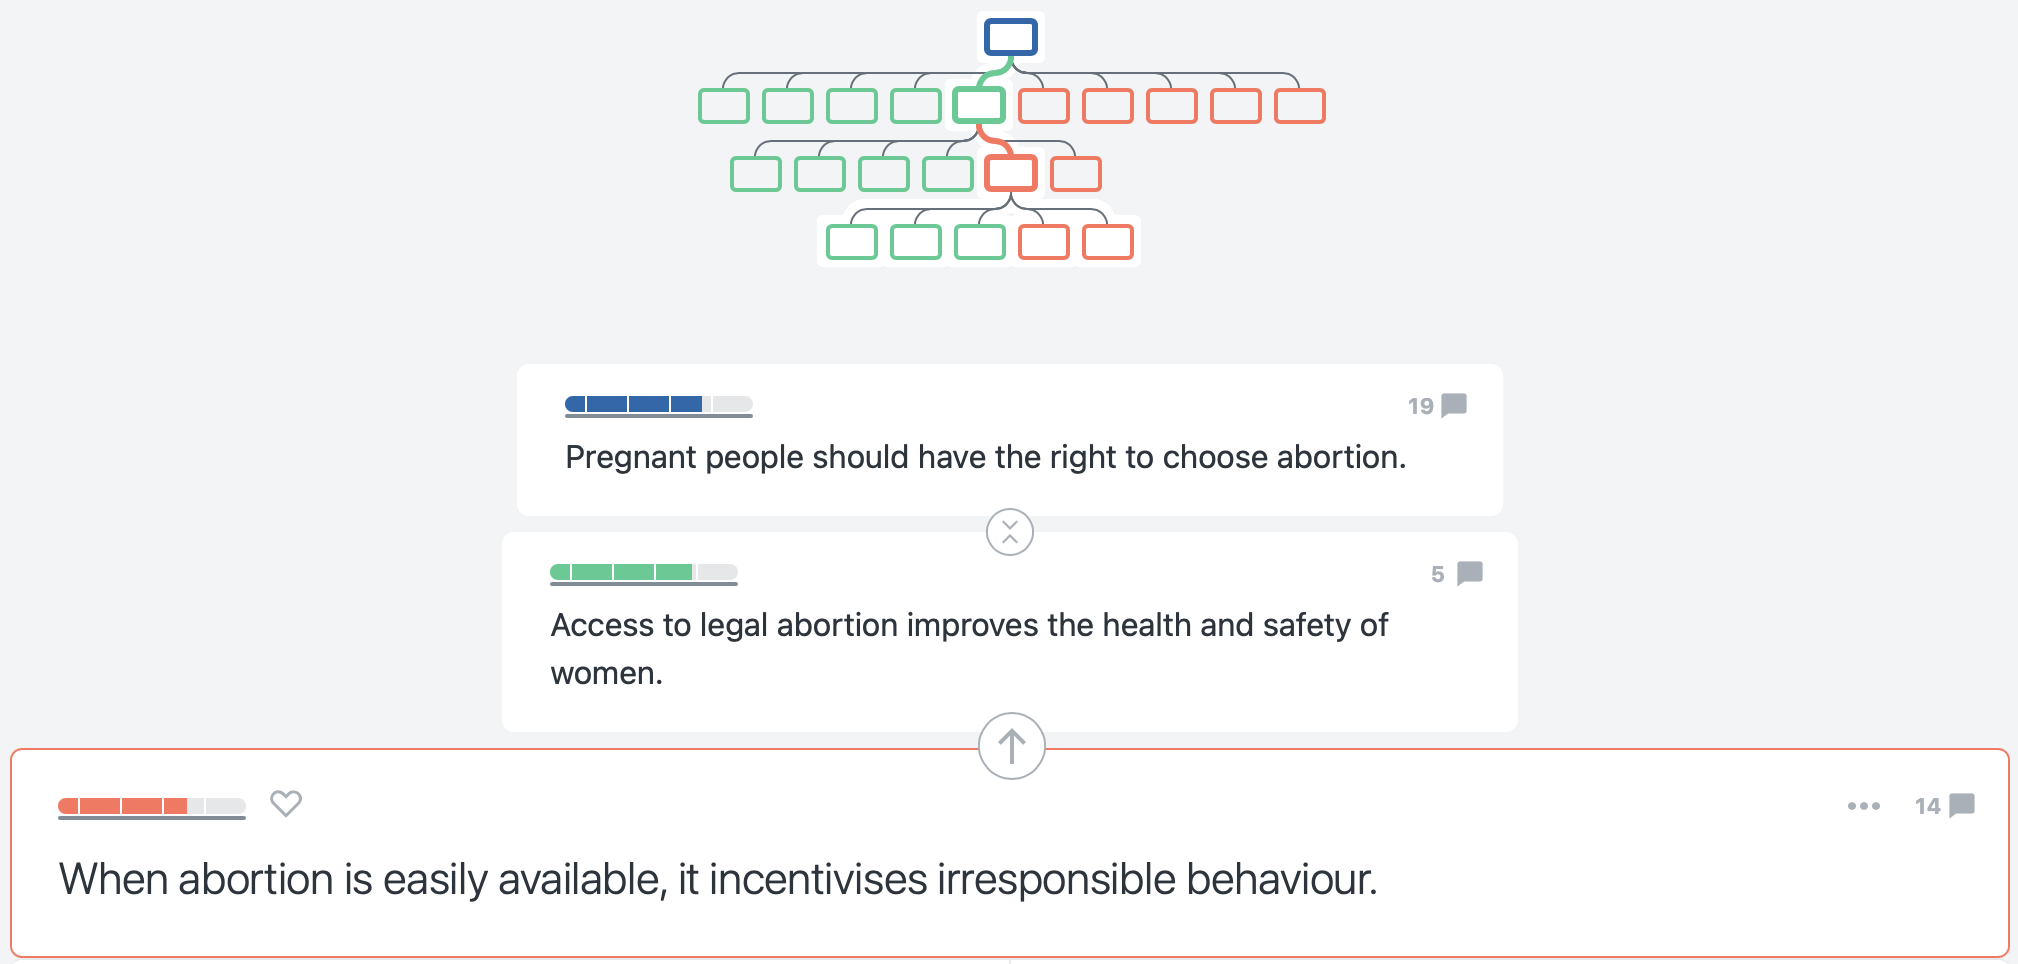 19
Pregnant people should have the right to choose abortion.
5
Access to legal abortion improves the health and safety of
women.
14
When abortion is easily available, it incentivises irresponsible behaviour.